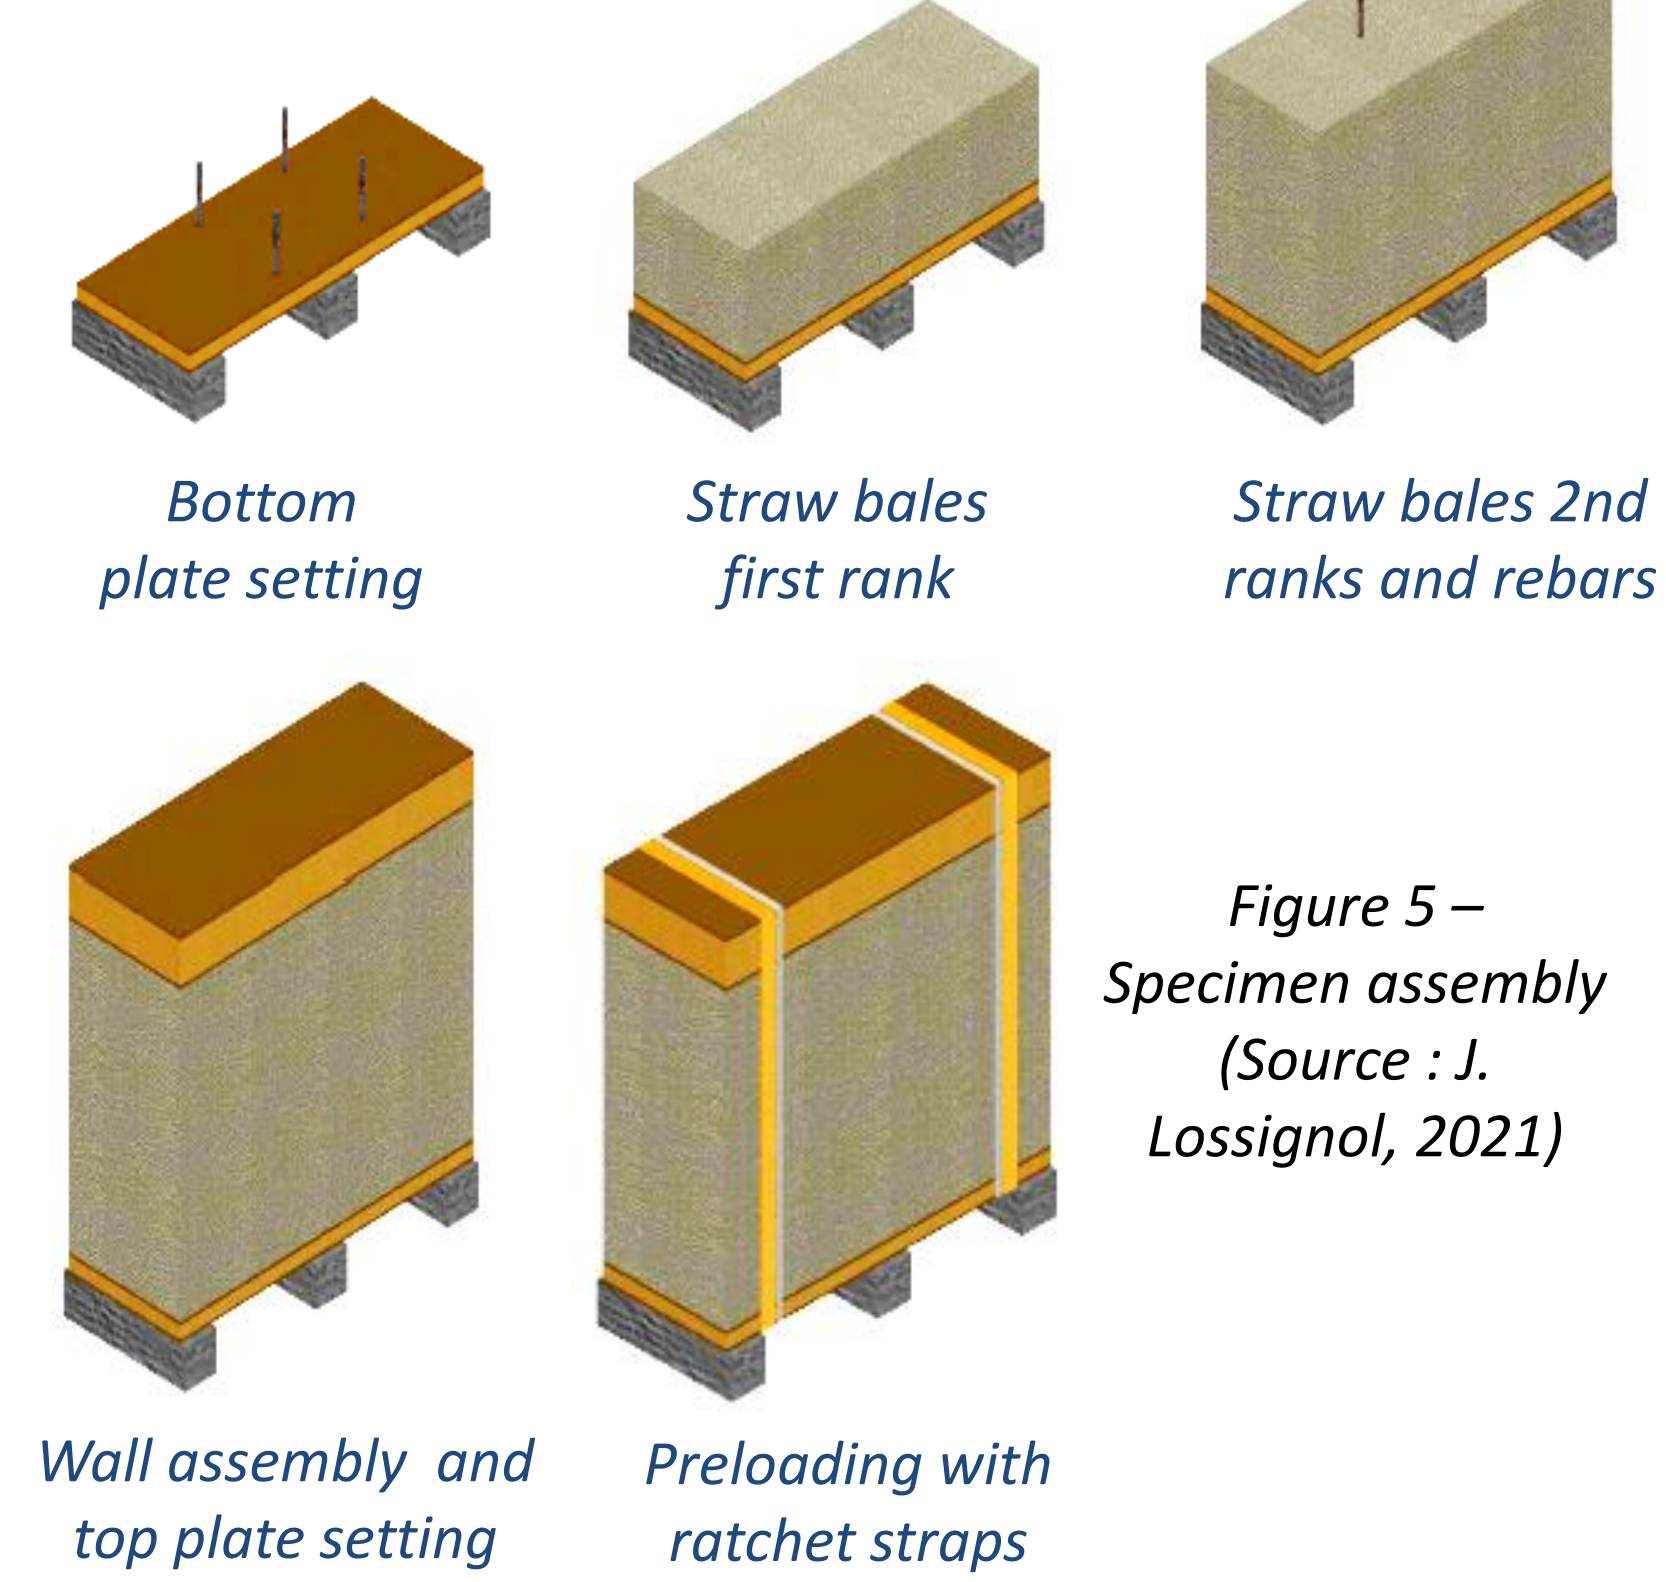 Bottom
plate setting
Straw bales
first rank
Straw bales 2nd
ranks and rebars
Wall assembly  and
top plate setting
Preloading with
ratchet straps
Figure 5 –
Specimen assembly
(Source : J.
Lossignol, 2021)